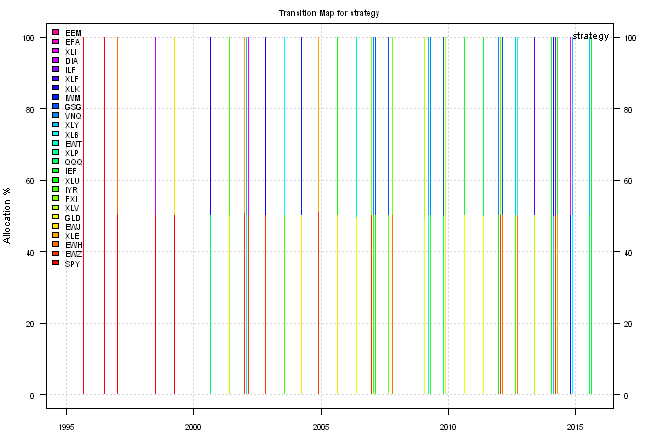 Transition Map for strategy
strategy
100
80
60
40
20
0
Allocation %
EEM
EFA
XLI
DIA
ILF
XLF
XLK
IWM
GSG
VNQ
XLY
XLB
EWT
XLP
QQQ
IEF
XLU
IYR
FXI
XLV
GLD
EWJ
XLE
EWH
EWZ
SPY
100
80
60
40
20
0
1995 2000 2005 2010 2015